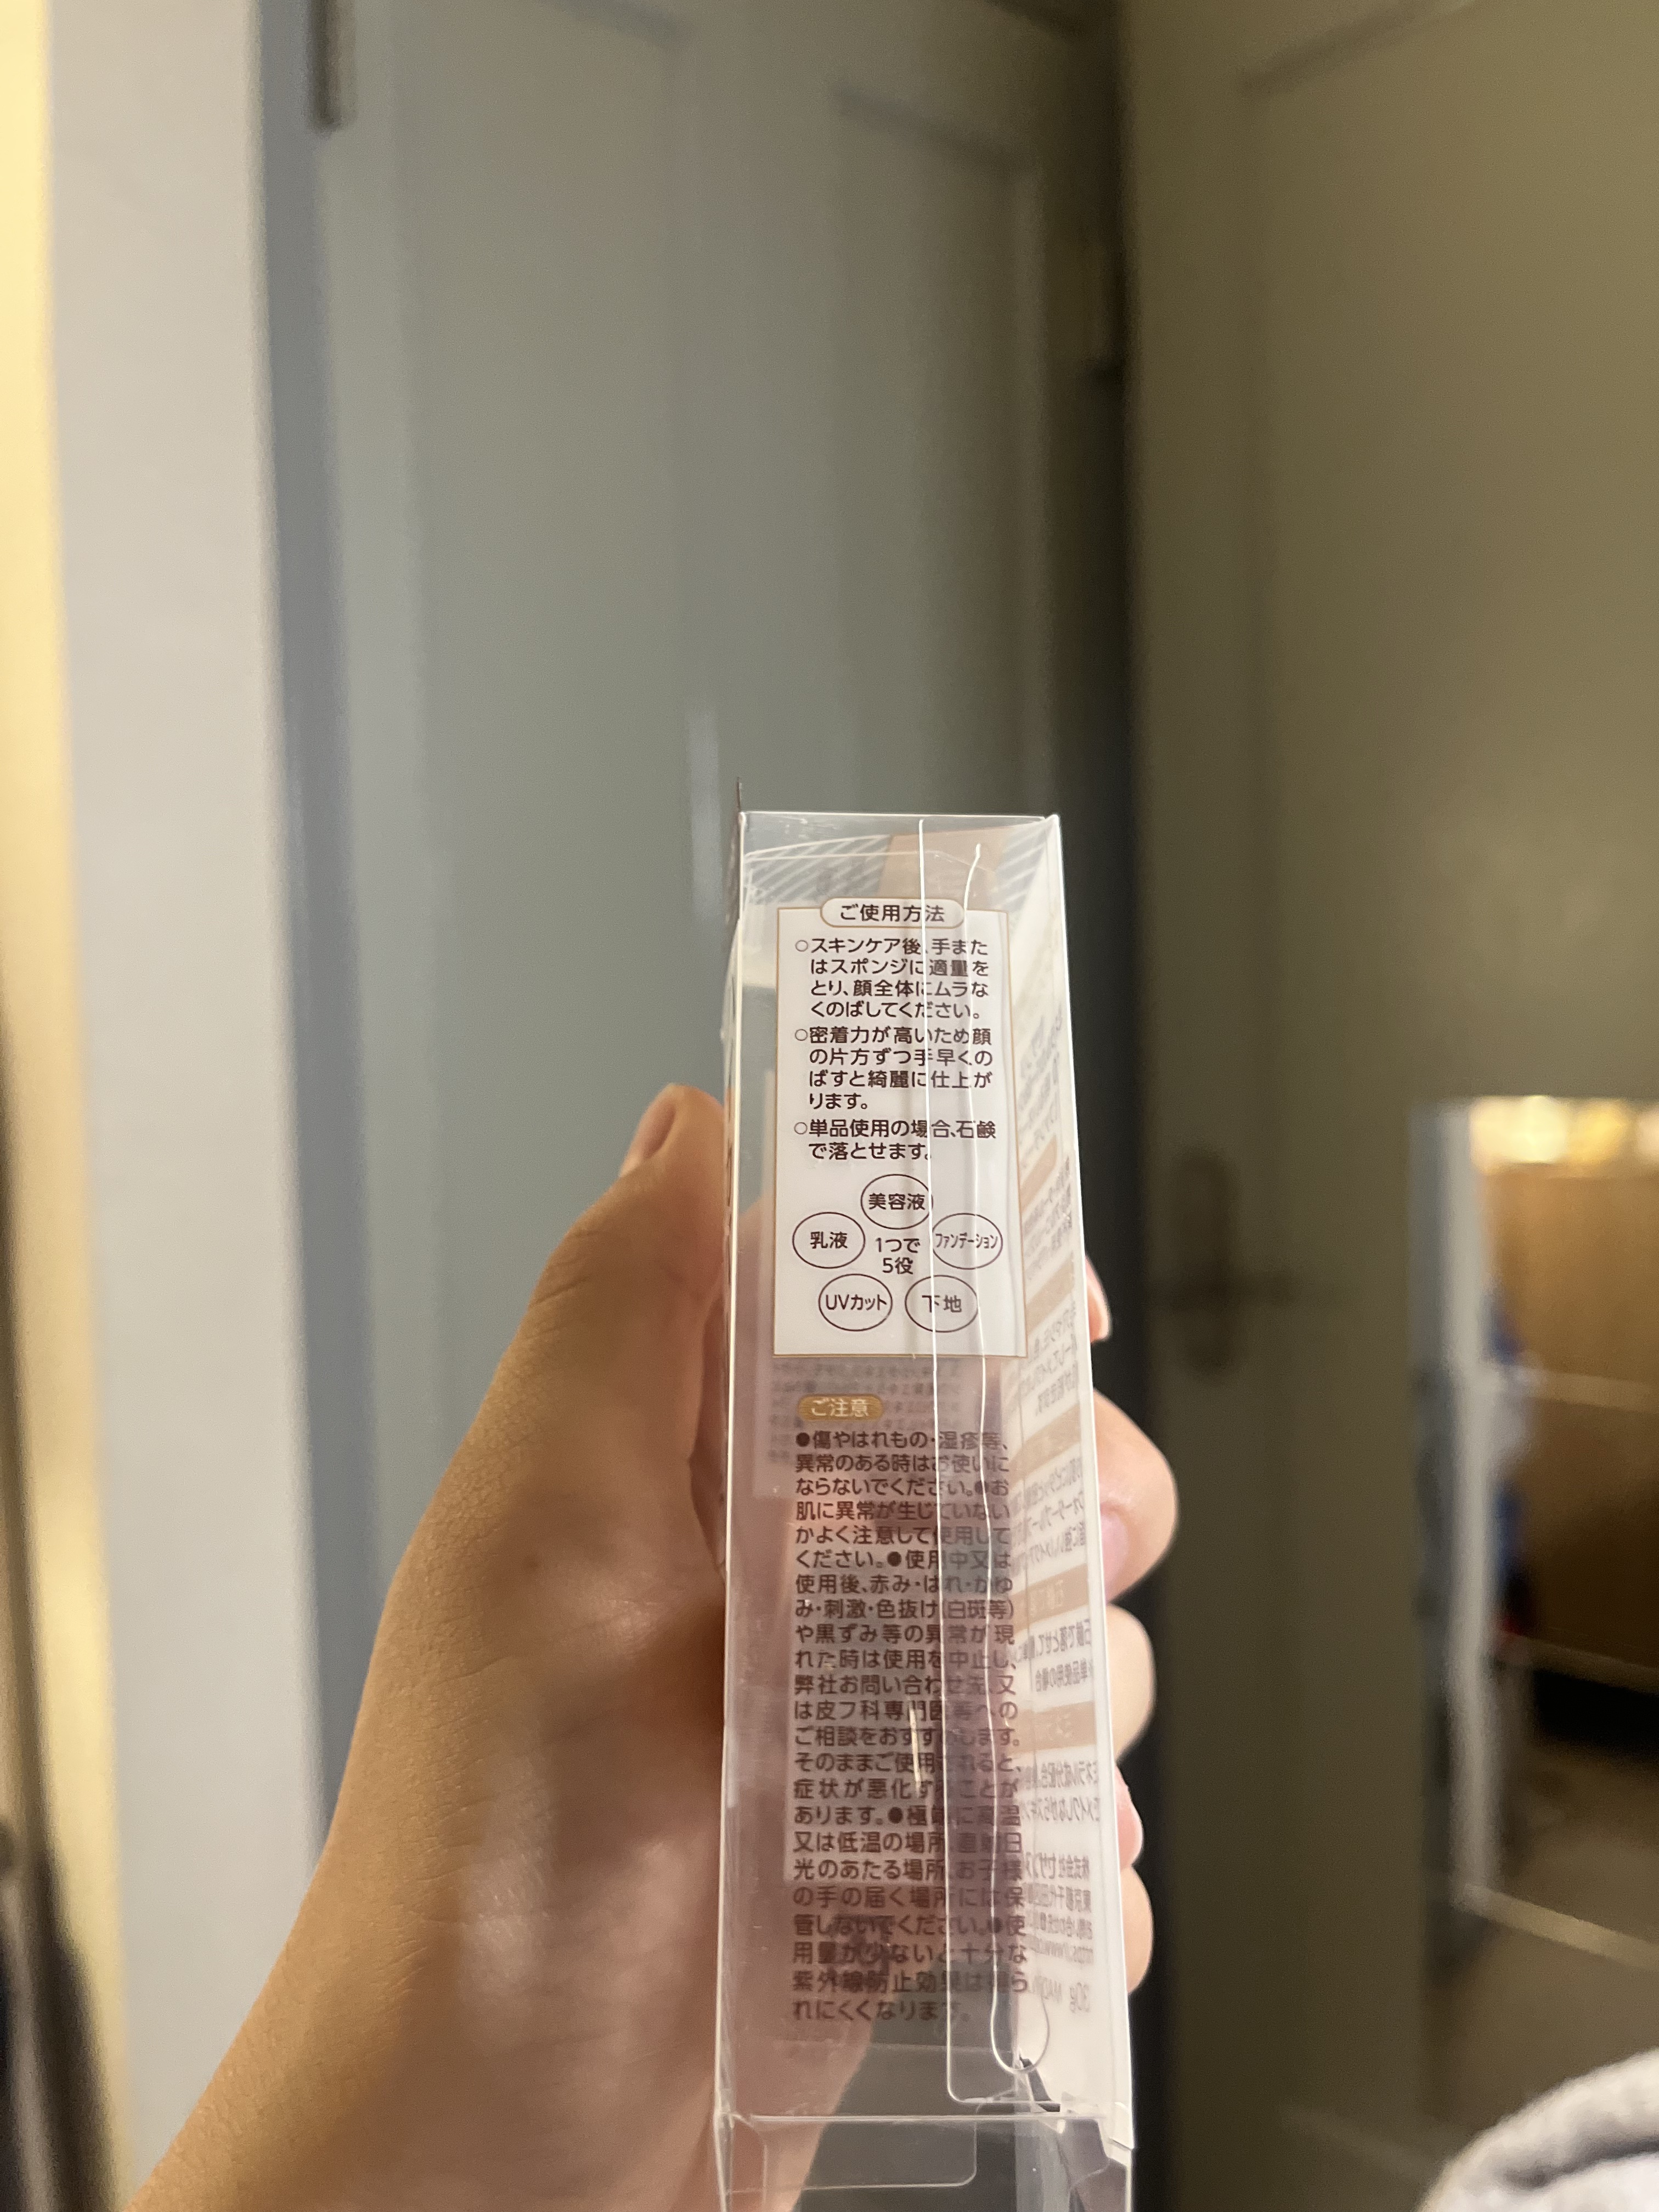 ご使用方法
○スキンケア後、手また
はスポンジに適量を
とり、顔全体にムラな
くのばしてください。
○密着力が高いため顔
の片方ずつ手早くの
ばすと綺麗に仕上が
ります。
○単品使用の場合、石鹸
で落とせます。
美容液
乳液
1つで
5役
ファンデーション
UVカット
下地
ご注意
●傷やはれもの・湿疹等、
異常のある時はお使いに
ならないでください。●お
肌に異常が生じていない
かよく注意して使用して
ください。●使用中又は
使用後、赤み・はれ・かゆ
み・刺激・色抜け(白斑等)
や黒ずみ等の異常が現
れた時は使用を中止し、
弊社お問い合わせ先、又
は皮フ科専門医等への
ご相談をおすすめします。
そのままご使用されると、
症状が悪化することが
あります。●極端に高温
又は低温の場所、直射日
光のあたる場所、お子様
の手の届く場所には保
管しないでください。●使
用量が少ないと十分な
紫外線防止効果は得ら
れにくくなります。